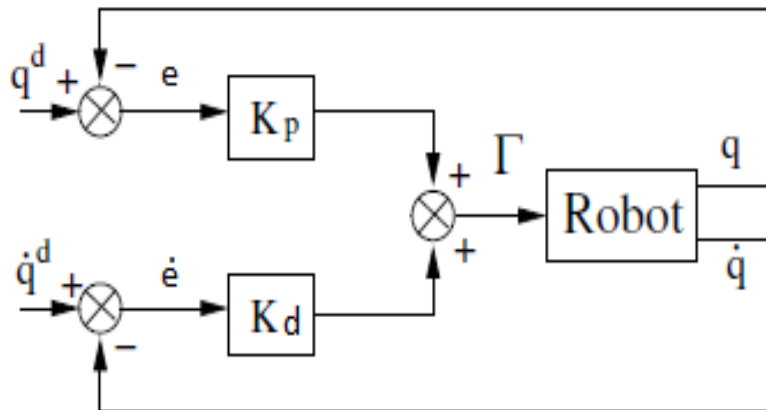 q^d + − e
K_p
+
Γ
q
Robot
+
q̇
q̇^d + ė
K_d
−